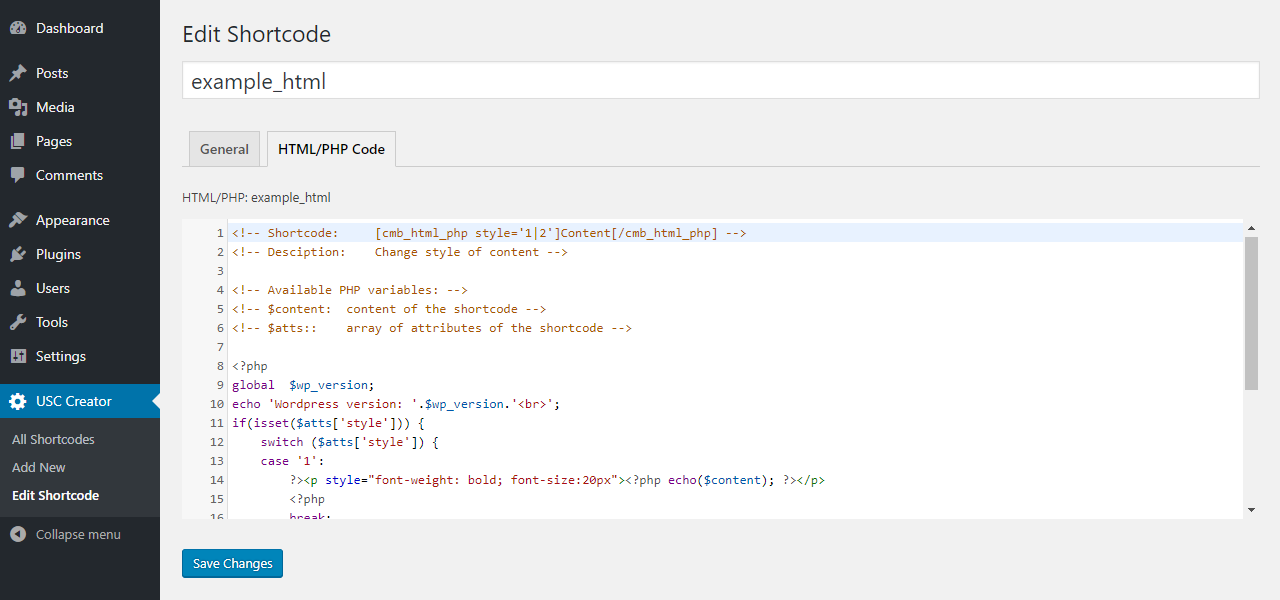 Dashboard
Posts
Media
Pages
Comments
Appearance
Plugins
Users
Tools
Settings
USC Creator
All Shortcodes
Add New
Edit Shortcode
Collapse menu
Edit Shortcode
example_html
General
HTML/PHP Code
HTML/PHP: example_html
1 <!-- Shortcode:     [cmb_html_php style='1|2']Content[/cmb_html_php] -->
2 <!-- Desciption:    Change style of content -->
3
4 <!-- Available PHP variables: -->
5 <!-- $content:  content of the shortcode -->
6 <!-- $atts::    array of attributes of the shortcode -->
7
8 <?php
9 global  $wp_version;
10 echo 'Wordpress version: '.$wp_version.'<br>';
11 if(isset($atts['style'])) {
12     switch ($atts['style']) {
13     case '1':
14         ?><p style="font-weight: bold; font-size:20px"><?php echo($content); ?></p>
15         <?php
16         break;
Save Changes